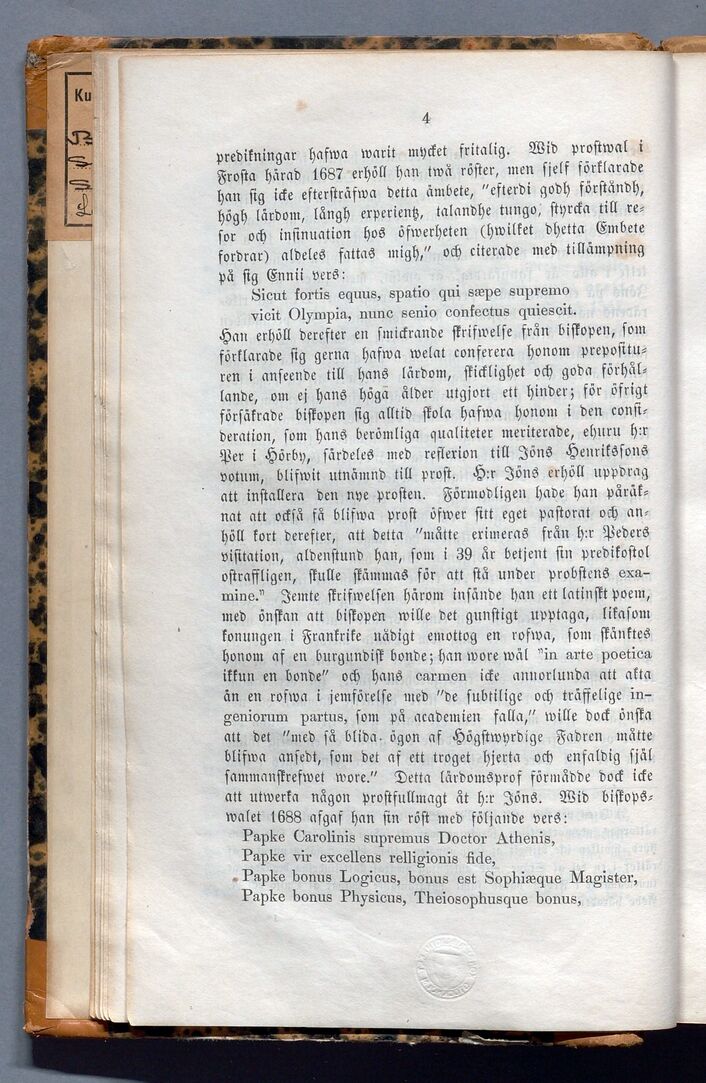 Ku
4
predikningar hafwa warit mycket fritalig. Wid prostwal i
Frosta härad 1687 erhöll han twå röster, men sjelf förklarade
han sig icke eftersträfwa detta ämbete, "efterdi godh förståndh,
högh lärdom, långh experientz, talandhe tungo, styrcka till re⸗
sor och insinuation hos öfwerheten (hwilket dhetta Embete
fordrar) aldeles fattas migh," och citerade med tillämpning
på sig Ennii vers:
Sicut fortis equus, spatio qui sæpe supremo
vicit Olympia, nunc senio confectus quiescit.
Han erhöll derefter en smickrande skrifwelse från biskopen, som
förklarade sig gerna hafwa welat conferera honom prepositu⸗
ren i anseende till hans lärdom, skicklighet och goda förhål⸗
lande, om ej hans höga ålder utgjort ett hinder; för öfrigt
försäkrade biskopen sig alltid skola hafwa honom i den consi⸗
deration, som hans berömliga qualiteter meriterade, ehuru h:r
Per i Hörby, särdeles med reflexion till Jöns Henrikssons
votum, blifwit utnämnd till prost. H:r Jöns erhöll uppdrag
att installera den nye prosten. Förmodligen hade han påräk⸗
nat att också få blifwa prost öfwer sitt eget pastorat och an⸗
höll kort derefter, att detta "måtte erimeras från h:r Peders
visitation, aldenstund han, som i 39 år betjent sin predikostol
ostraffligen, skulle skämmas för att stå under probstens exa-
mine." Jemte skrifwelsen härom insände han ett latinskt poem,
med önskan att biskopen wille det gunstigt upptaga, likasom
konungen i Frankrike nådigt emottog en rofwa, som skänktes
honom af en burgundisk bonde; han wore wäl "in arte poetica
ikkun en bonde" och hans carmen icke annorlunda att akta
än en rofwa i jemförelse med "de subtilige och träffelige in-
geniorum partus, som på academien falla," wille dock önska
att det "med så blida. ögon af Högstwyrdige Fadren måtte
blifwa ansedt, som det af ett troget hjerta och enfaldig själ
sammanskrefwet wore." Detta lärdomsprof förmådde dock icke
att utwerka någon prostfullmagt åt h:r Jöns. Wid biskops⸗
walet 1688 afgaf han sin röst med följande vers:
Papke Carolinis supremus Doctor Athenis,
Papke vir excellens relligionis fide,
Papke bonus Logicus, bonus est Sophiæque Magister,
Papke bonus Physicus, Theiosophusque bonus,